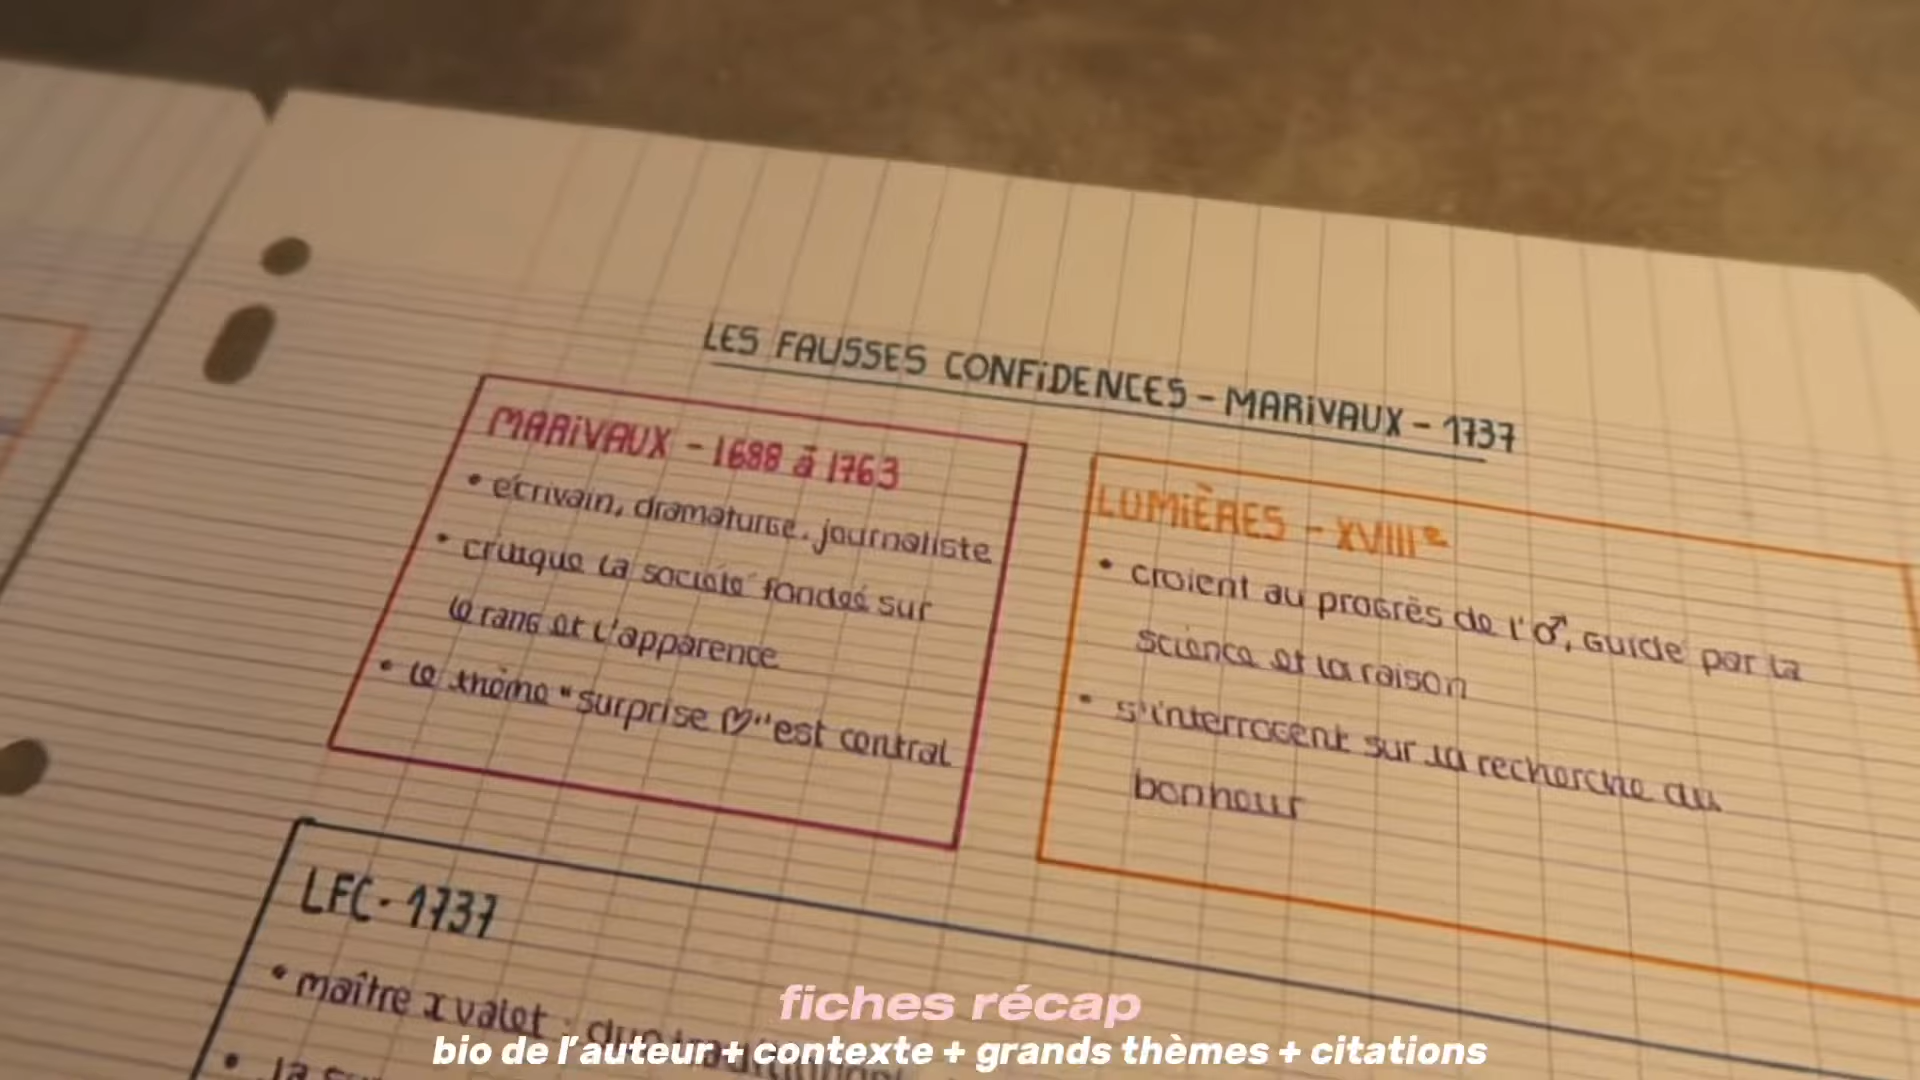 LES FAUSSES CONFiDENCES - MARiVAUX - 1737
MARiVAUX - 1688 à 1763
• écrivain, dramaturge, journaliste
• critique la société fondée sur
le rang et l'apparence
• le thème "surprise ♡" est central
LUMiÈRES - XVIIIe
• croient au progrès de l'♂, guidé par la
science et la raison
• s'interrogent sur la recherche du
bonheur
LFC - 1737
• maître x valet :
• la
fiches récap
bio de l'auteur + contexte + grands thèmes + citations